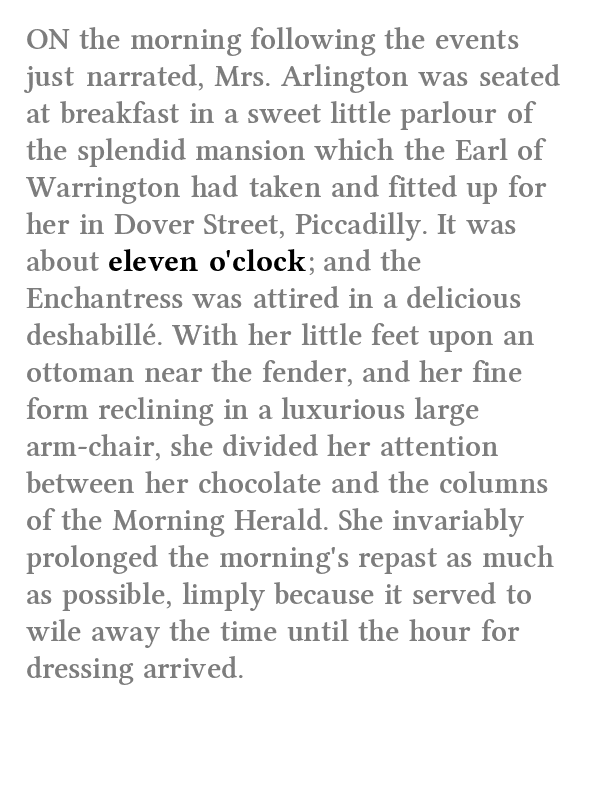 ON the morning following the events
just narrated, Mrs. Arlington was seated
at breakfast in a sweet little parlour of
the splendid mansion which the Earl of
Warrington had taken and fitted up for
her in Dover Street, Piccadilly. It was
about eleven o'clock; and the
Enchantress was attired in a delicious
deshabillé. With her little feet upon an
ottoman near the fender, and her fine
form reclining in a luxurious large
arm-chair, she divided her attention
between her chocolate and the columns
of the Morning Herald. She invariably
prolonged the morning's repast as much
as possible, limply because it served to
wile away the time until the hour for
dressing arrived.